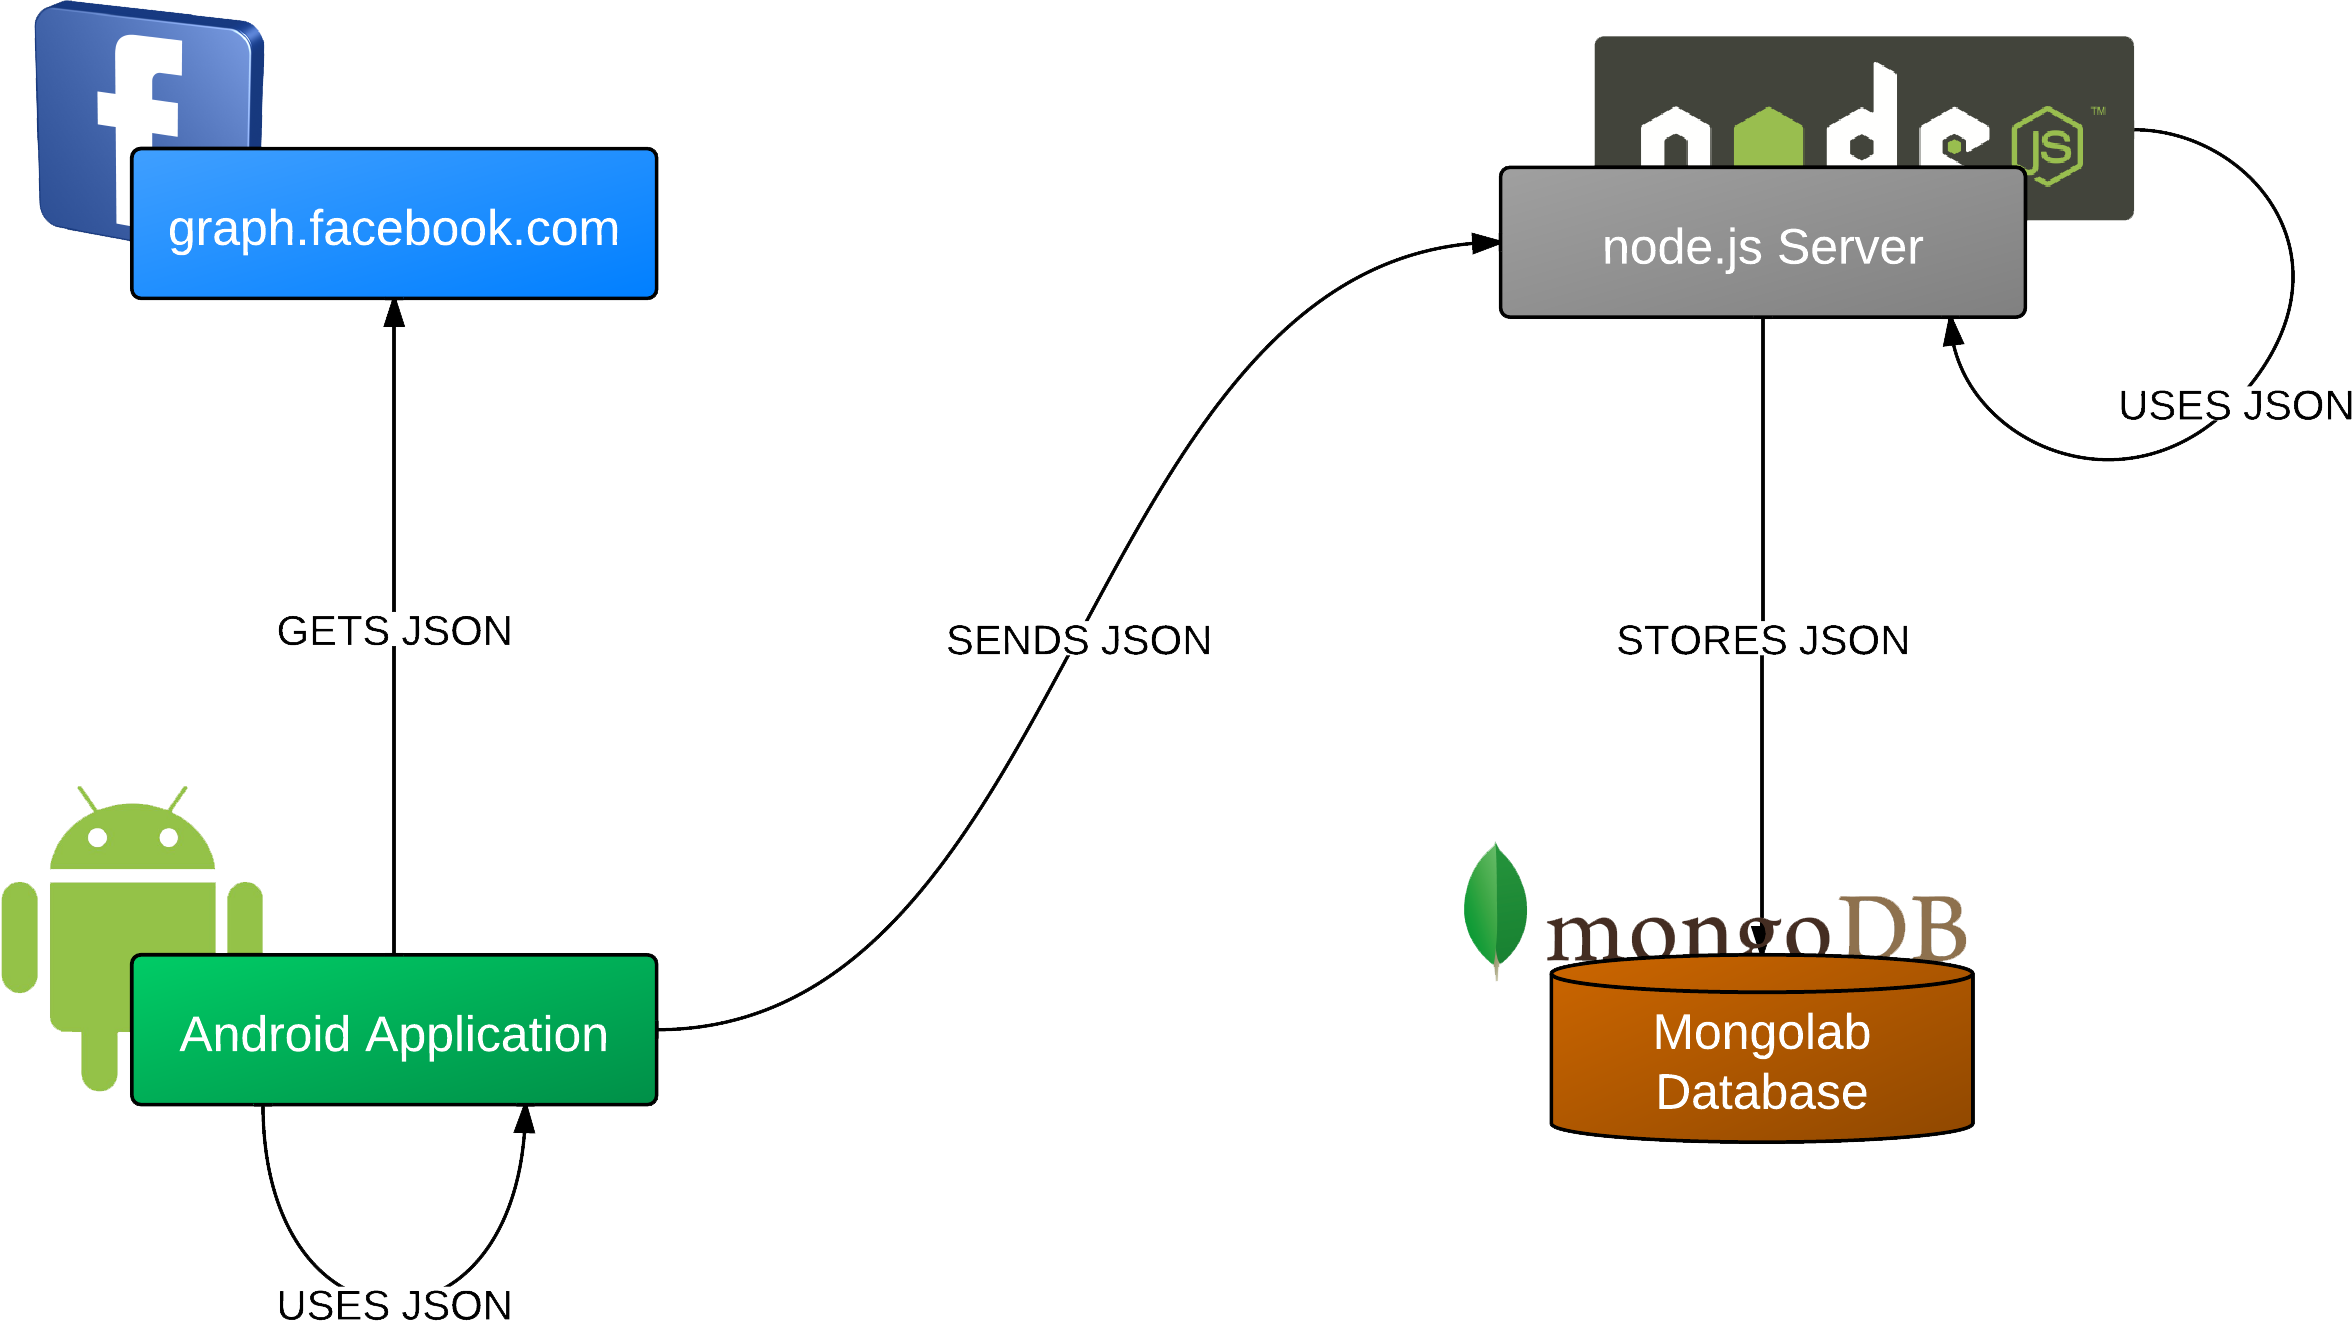 f
node JS ™
graph.facebook.com
node.js Server
USES JSON
GETS JSON
SENDS JSON
STORES JSON
mongoDB
Android Application
Mongolab
Database
USES JSON